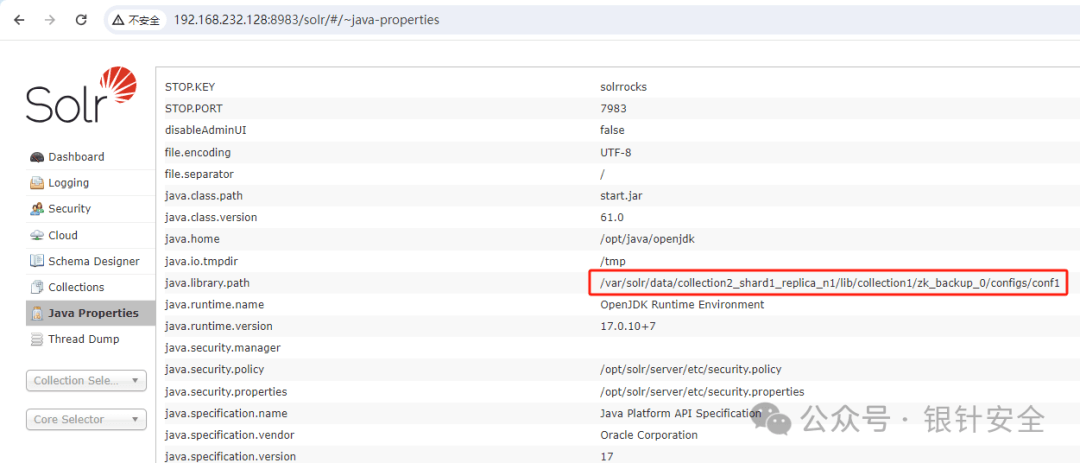 不安全 192.168.232.128:8983/solr/#/~java-properties
Solr
Dashboard
Logging
Security
Cloud
Schema Designer
Collections
Java Properties
Thread Dump
Collection Sele...
Core Selector
STOP.KEY solrrocks
STOP.PORT 7983
disableAdminUI false
file.encoding UTF-8
file.separator /
java.class.path start.jar
java.class.version 61.0
java.home /opt/java/openjdk
java.io.tmpdir /tmp
java.library.path /var/solr/data/collection2_shard1_replica_n1/lib/collection1/zk_backup_0/configs/conf1
java.runtime.name OpenJDK Runtime Environment
java.runtime.version 17.0.10+7
java.security.manager
java.security.policy /opt/solr/server/etc/security.policy
java.security.properties /opt/solr/server/etc/security.properties
java.specification.name Java Platform API Specification
java.specification.vendor Oracle Corporation
java.specification.version 17
公众号 · 银针安全